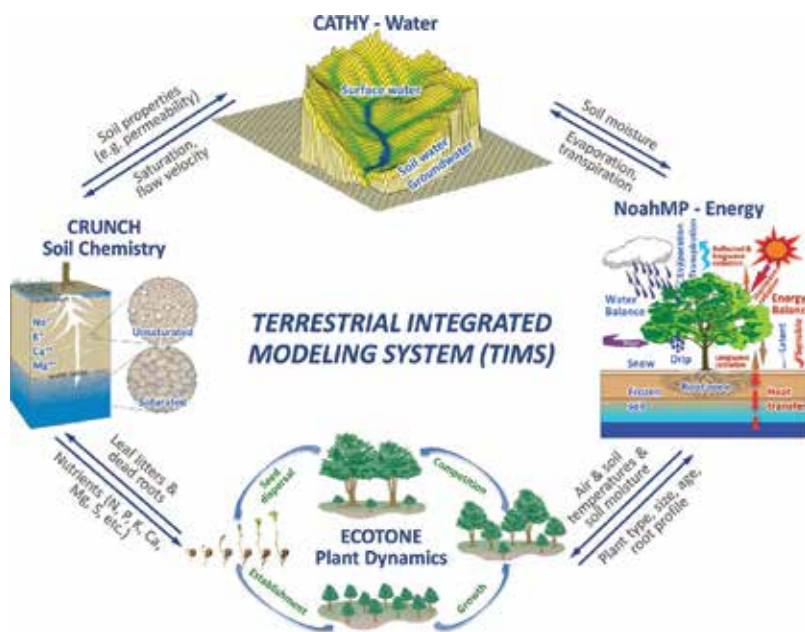 CATHY - Water
Surface water
Soil water
Groundwater
Soil properties
(e.g. permeability)
Saturation,
flow velocity
Soil moisture
Evaporation,
transpiration
CRUNCH
Soil Chemistry
Na⁺
K⁺
Unsaturated
Saturated
NoahMP - Energy
Evaporation
Transpiration
Water
Balance
Energy
Balance
Drip
Snow
Latent
Root zone
Frozen
soil
Heat
transfer
TERRESTRIAL INTEGRATED
MODELING SYSTEM (TIMS)
Leaf litters &
dead roots
Nutrients (N, P, K, Ca,
Mg, S, etc.)
Seed
dispersal
Composition
ECOTONE
Plant Dynamics
Establishment
Growth
Air & soil
temperatures &
soil moisture
Plant type, size, age,
root profile